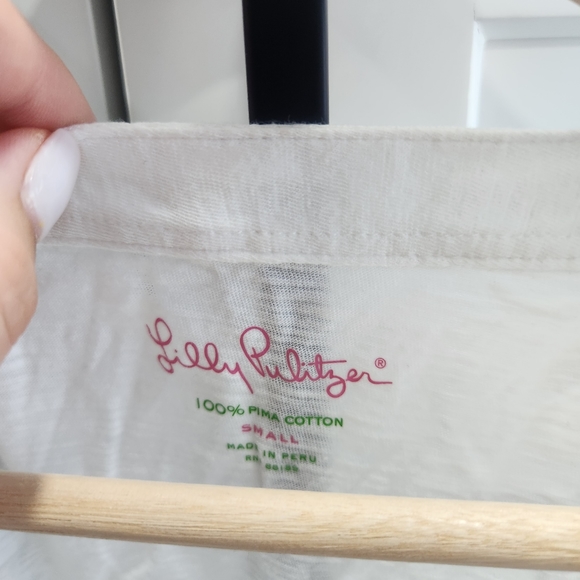 Lilly Pulitzer®
100% PIMA COTTON
SMALL
MADE IN PERU